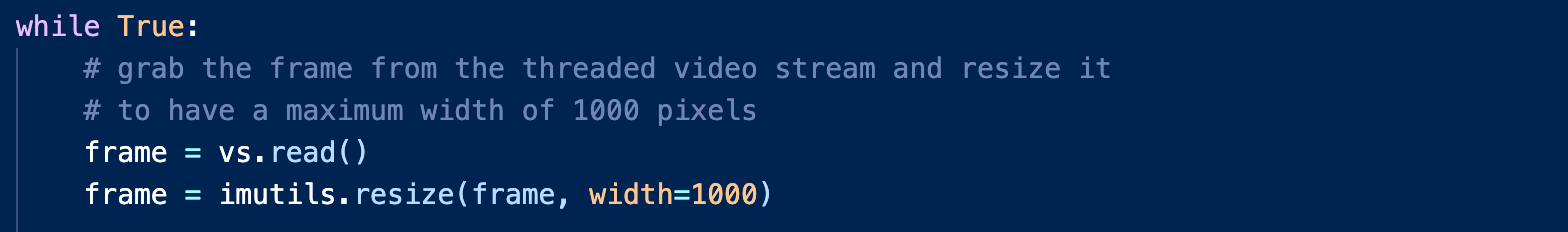 while True:
    # grab the frame from the threaded video stream and resize it
    # to have a maximum width of 1000 pixels
    frame = vs.read()
    frame = imutils.resize(frame, width=1000)